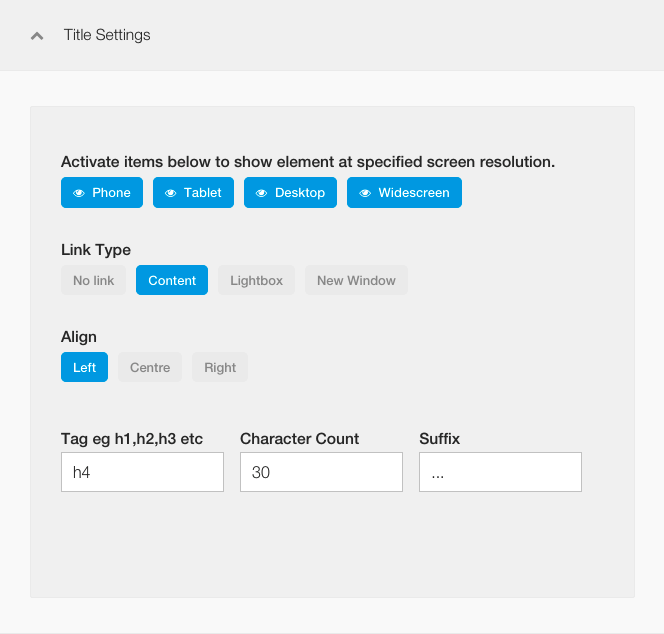 Title Settings
Activate items below to show element at specified screen resolution.
Phone Tablet Desktop Widescreen
Link Type
No link Content Lightbox New Window
Align
Left Centre Right
Tag eg h1,h2,h3 etc Character Count Suffix
h4 30 ...